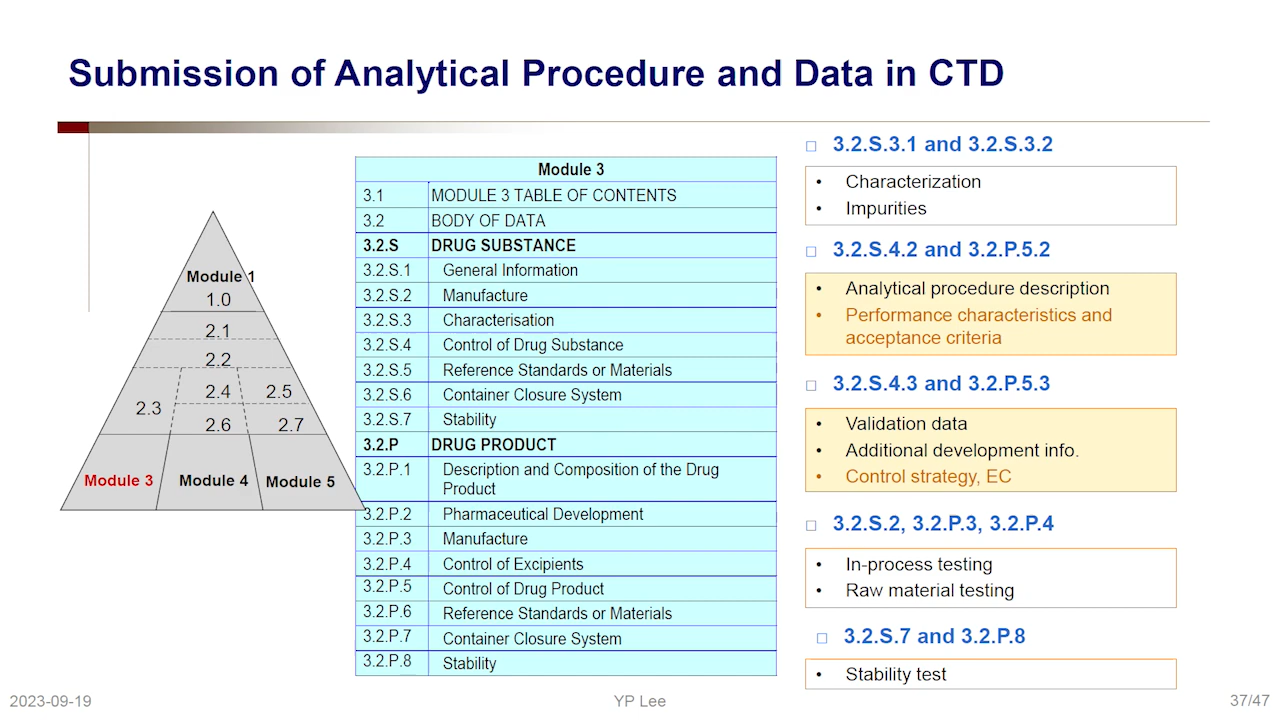 Submission of Analytical Procedure and Data in CTD
Module 1
1.0
2.1
2.2
2.3
2.4
2.5
2.6
2.7
Module 3
Module 4
Module 5
Module 3
3.1 MODULE 3 TABLE OF CONTENTS
3.2 BODY OF DATA
3.2.S DRUG SUBSTANCE
3.2.S.1 General Information
3.2.S.2 Manufacture
3.2.S.3 Characterisation
3.2.S.4 Control of Drug Substance
3.2.S.5 Reference Standards or Materials
3.2.S.6 Container Closure System
3.2.S.7 Stability
3.2.P DRUG PRODUCT
3.2.P.1 Description and Composition of the Drug
Product
3.2.P.2 Pharmaceutical Development
3.2.P.3 Manufacture
3.2.P.4 Control of Excipients
3.2.P.5 Control of Drug Product
3.2.P.6 Reference Standards or Materials
3.2.P.7 Container Closure System
3.2.P.8 Stability
3.2.S.3.1 and 3.2.S.3.2
• Characterization
• Impurities
3.2.S.4.2 and 3.2.P.5.2
• Analytical procedure description
• Performance characteristics and
acceptance criteria
3.2.S.4.3 and 3.2.P.5.3
• Validation data
• Additional development info.
• Control strategy, EC
3.2.S.2, 3.2.P.3, 3.2.P.4
• In-process testing
• Raw material testing
3.2.S.7 and 3.2.P.8
• Stability test
2023-09-19
YP Lee
37/47